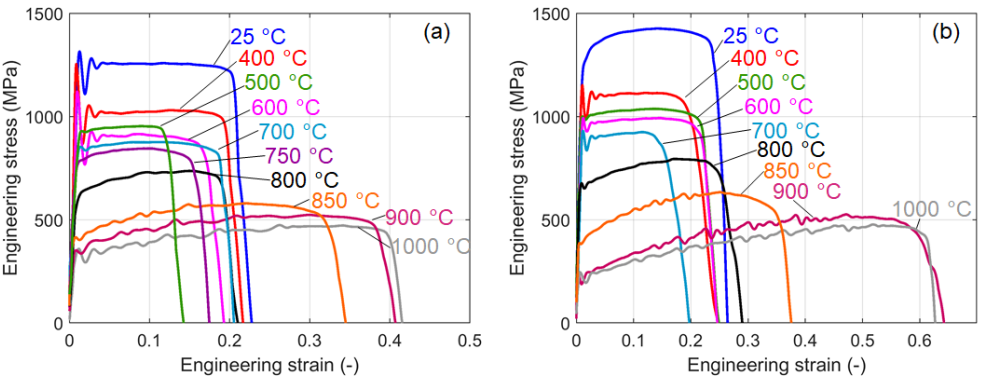 1500
1000
500
0
0
0.1
0.2
0.3
0.4
0.5
Engineering stress (MPa)
Engineering strain (-)
(a)
25 °C
400 °C
500 °C
600 °C
700 °C
750 °C
800 °C
850 °C
900 °C
1000 °C
1500
1000
500
0
0
0.1
0.2
0.3
0.4
0.5
0.6
Engineering stress (MPa)
Engineering strain (-)
(b)
25 °C
400 °C
500 °C
600 °C
700 °C
800 °C
850 °C
900 °C
1000 °C